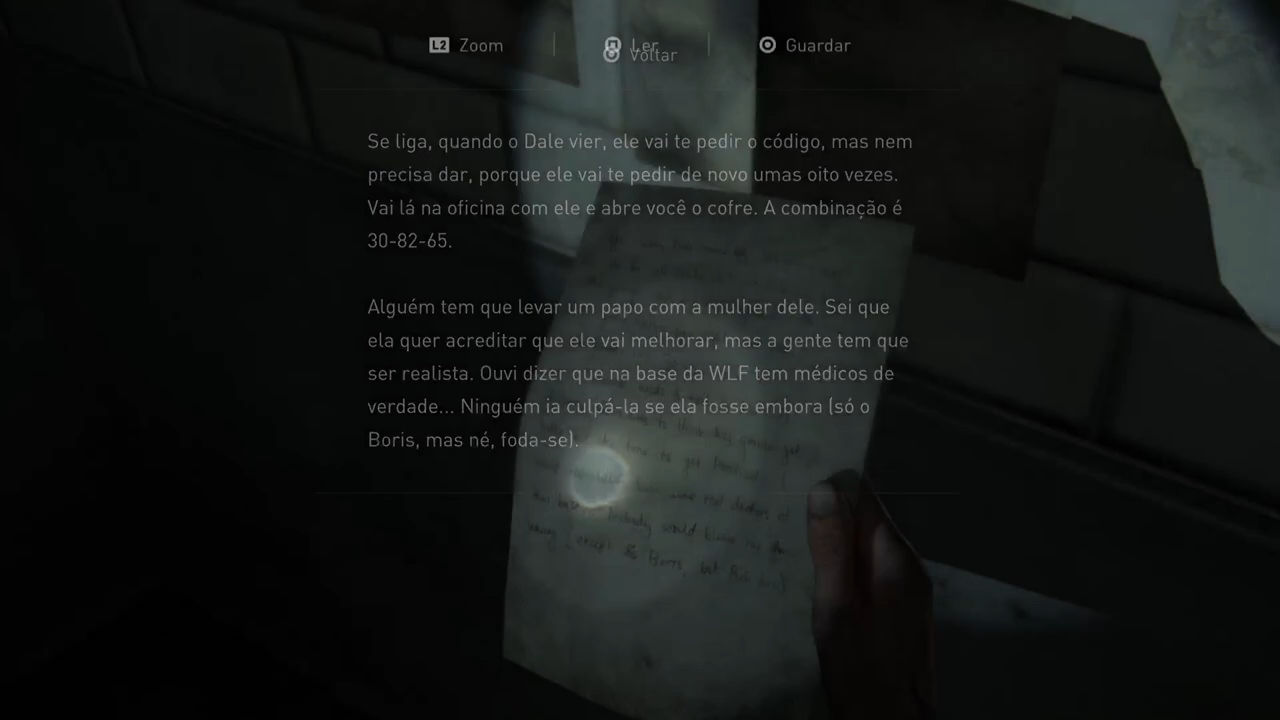 L2 Zoom
Ler
Voltar
Guardar
Se liga, quando o Dale vier, ele vai te pedir o código, mas nem
precisa dar, porque ele vai te pedir de novo umas oito vezes.
Vai lá na oficina com ele e abre você o cofre. A combinação é
30-82-65.
Alguém tem que levar um papo com a mulher dele. Sei que
ela quer acreditar que ele vai melhorar, mas a gente tem que
ser realista. Ouvi dizer que na base da WLF tem médicos de
verdade... Ninguém ia culpá-la se ela fosse embora (só o
Boris, mas né, foda-se).